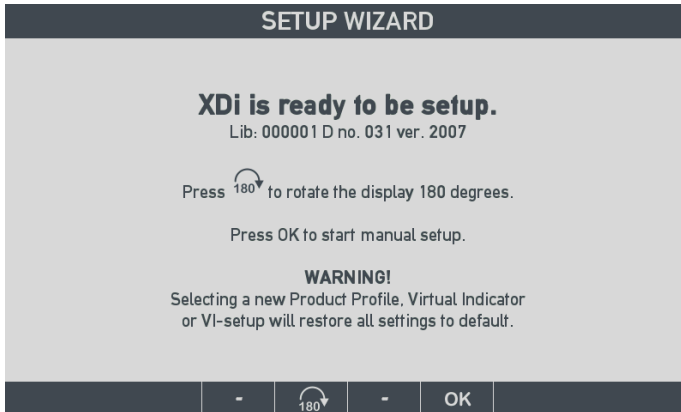 SETUP WIZARD
XDi is ready to be setup.
Lib: 000001 D no. 031 ver. 2007
Press 180 to rotate the display 180 degrees.
Press OK to start manual setup.
WARNING!
Selecting a new Product Profile, Virtual Indicator
or VI-setup will restore all settings to default.
- 180 - OK